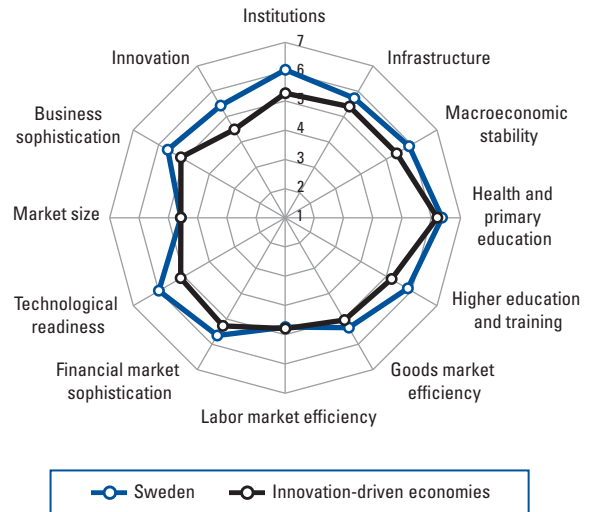 Institutions
Innovation
Infrastructure
Business
sophistication
Macroeconomic
stability
Market size
Health and
primary
education
Technological
readiness
Higher education
and training
Financial market
sophistication
Goods market
efficiency
Labor market efficiency
7
6
5
4
3
2
1
Sweden
Innovation-driven economies